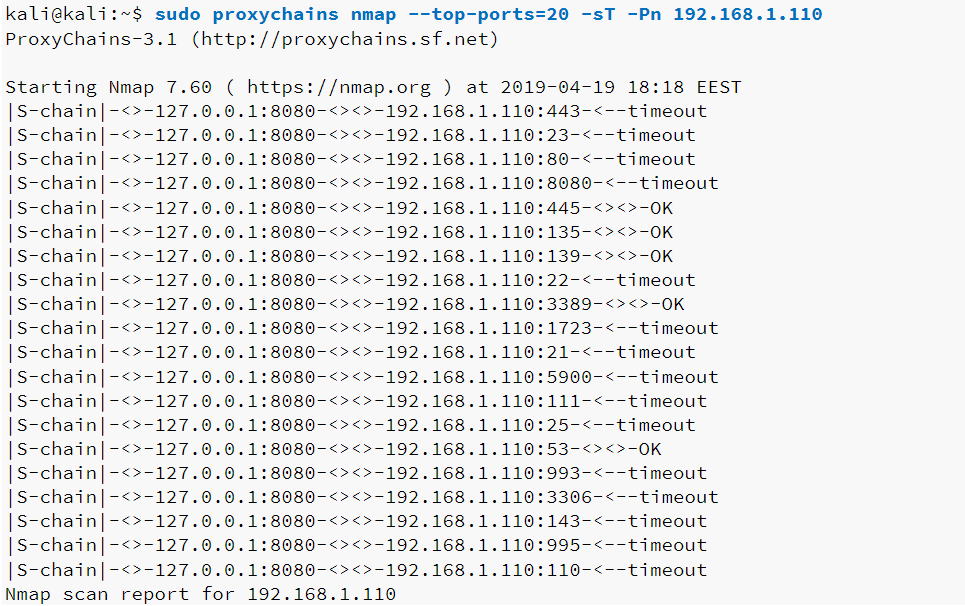 kali@kali:~$ sudo proxychains nmap --top-ports=20 -sT -Pn 192.168.1.110
ProxyChains-3.1 (http://proxychains.sf.net)
Starting Nmap 7.60 ( https://nmap.org ) at 2019-04-19 18:18 EEST
|S-chain|-<>-127.0.0.1:8080-<><>-192.168.1.110:443-<--timeout
|S-chain|-<>-127.0.0.1:8080-<><>-192.168.1.110:23-<--timeout
|S-chain|-<>-127.0.0.1:8080-<><>-192.168.1.110:80-<--timeout
|S-chain|-<>-127.0.0.1:8080-<><>-192.168.1.110:8080-<--timeout
|S-chain|-<>-127.0.0.1:8080-<><>-192.168.1.110:445-<><>-OK
|S-chain|-<>-127.0.0.1:8080-<><>-192.168.1.110:135-<><>-OK
|S-chain|-<>-127.0.0.1:8080-<><>-192.168.1.110:139-<><>-OK
|S-chain|-<>-127.0.0.1:8080-<><>-192.168.1.110:22-<--timeout
|S-chain|-<>-127.0.0.1:8080-<><>-192.168.1.110:3389-<><>-OK
|S-chain|-<>-127.0.0.1:8080-<><>-192.168.1.110:1723-<--timeout
|S-chain|-<>-127.0.0.1:8080-<><>-192.168.1.110:21-<--timeout
|S-chain|-<>-127.0.0.1:8080-<><>-192.168.1.110:5900-<--timeout
|S-chain|-<>-127.0.0.1:8080-<><>-192.168.1.110:111-<--timeout
|S-chain|-<>-127.0.0.1:8080-<><>-192.168.1.110:25-<--timeout
|S-chain|-<>-127.0.0.1:8080-<><>-192.168.1.110:53-<><>-OK
|S-chain|-<>-127.0.0.1:8080-<><>-192.168.1.110:993-<--timeout
|S-chain|-<>-127.0.0.1:8080-<><>-192.168.1.110:3306-<--timeout
|S-chain|-<>-127.0.0.1:8080-<><>-192.168.1.110:143-<--timeout
|S-chain|-<>-127.0.0.1:8080-<><>-192.168.1.110:995-<--timeout
|S-chain|-<>-127.0.0.1:8080-<><>-192.168.1.110:110-<--timeout
Nmap scan report for 192.168.1.110